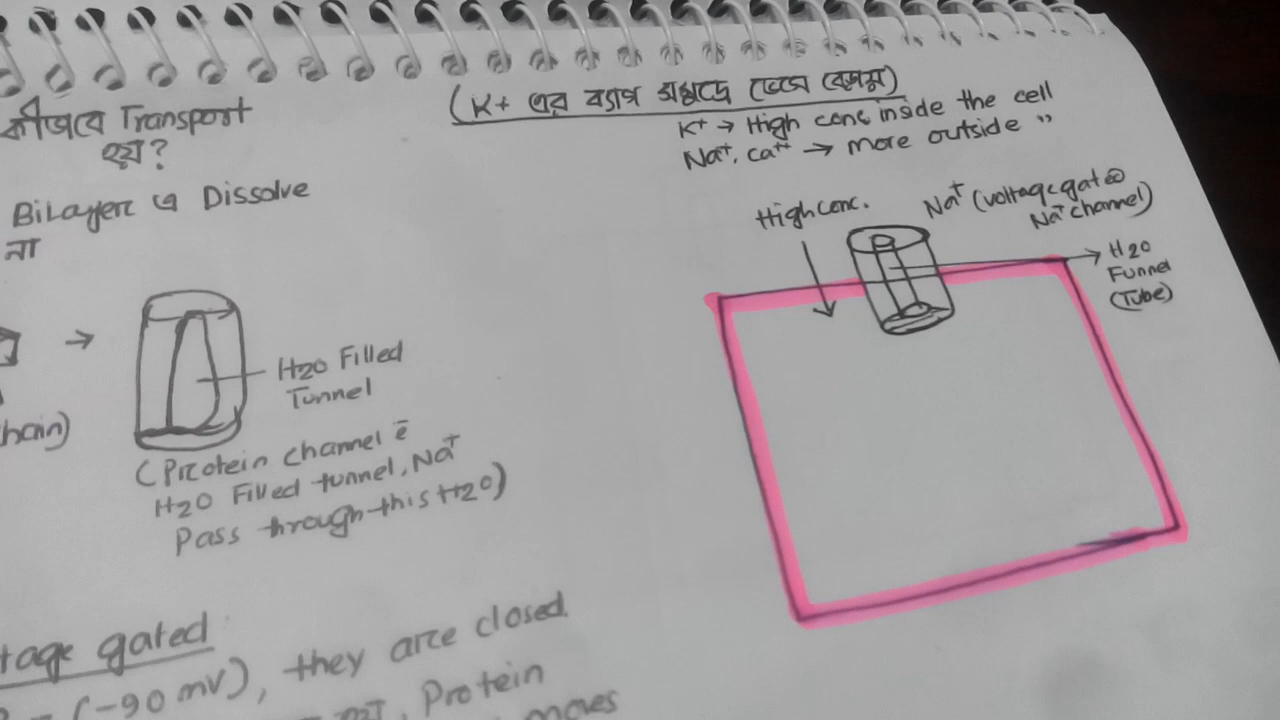 কীভাবে Transport
হয়?
BiLayer এ Dissolve
না
(K+ এর ব্যাগ সমুদ্রে ভেসে বেড়ায়)
K+ → High conc inside the cell
Na+, ca++ → more outside "
High conc.
Na+ (voltage gated
Na+ channel)
H2O
Funnel
(Tube)
H2O Filled
Tunnel
hain)
(Protein channel c̄
H2O Filled tunnel, Na+
Pass through this H2O)
tage gated
(-90 mv), they are closed.
Protein
moves